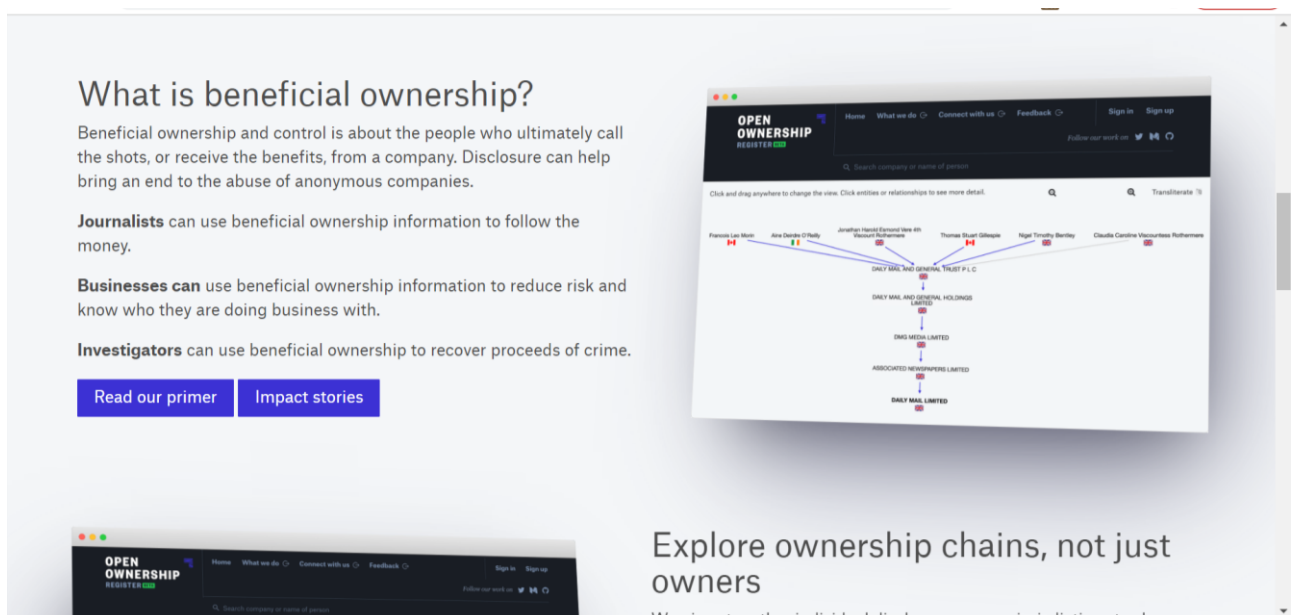 What is beneficial ownership?
Beneficial ownership and control is about the people who ultimately call
the shots, or receive the benefits, from a company. Disclosure can help
bring an end to the abuse of anonymous companies.
Journalists can use beneficial ownership information to follow the
money.
Businesses can use beneficial ownership information to reduce risk and
know who they are doing business with.
Investigators can use beneficial ownership to recover proceeds of crime.
Read our primer Impact stories
OPEN
OWNERSHIP
REGISTER BETA
Home What we do Connect with us Feedback Sign in Sign up
Follow our work on
Search company or name of person
Click and drag anywhere to change the view. Click entities or relationships to see more detail. Transliterate
Francois Leo Morin Aine Deirdre O'Reilly Jonathan Harold Esmond Vere 4th
Viscount Rothermere Thomas Stuart Gillespie Nigel Timothy Bentley Claudia Caroline Viscountess Rothermere
DAILY MAIL AND GENERAL TRUST P L C
DAILY MAIL AND GENERAL HOLDINGS
LIMITED
DMG MEDIA LIMITED
ASSOCIATED NEWSPAPERS LIMITED
DAILY MAIL LIMITED
OPEN
OWNERSHIP
REGISTER BETA
Home What we do Connect with us Feedback Sign in Sign up
Follow our work on
Search company or name of person
Explore ownership chains, not just
owners